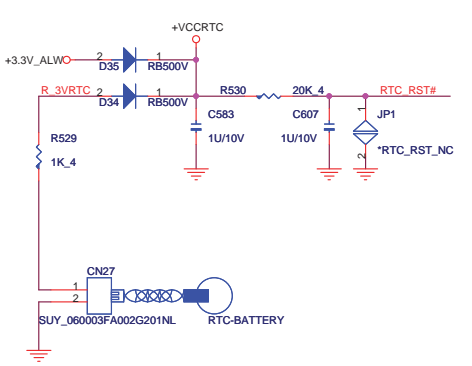 +VCCRTC
+3.3V_ALW
2
1
D35
RB500V
R_3VRTC
2
1
D34
RB500V
R530
20K_4
RTC_RST#
C583
1U/10V
C607
1U/10V
1
JP1
2
*RTC_RST_NC
R529
1K_4
CN27
1
2
SUY_060003FA002G201NL
RTC-BATTERY